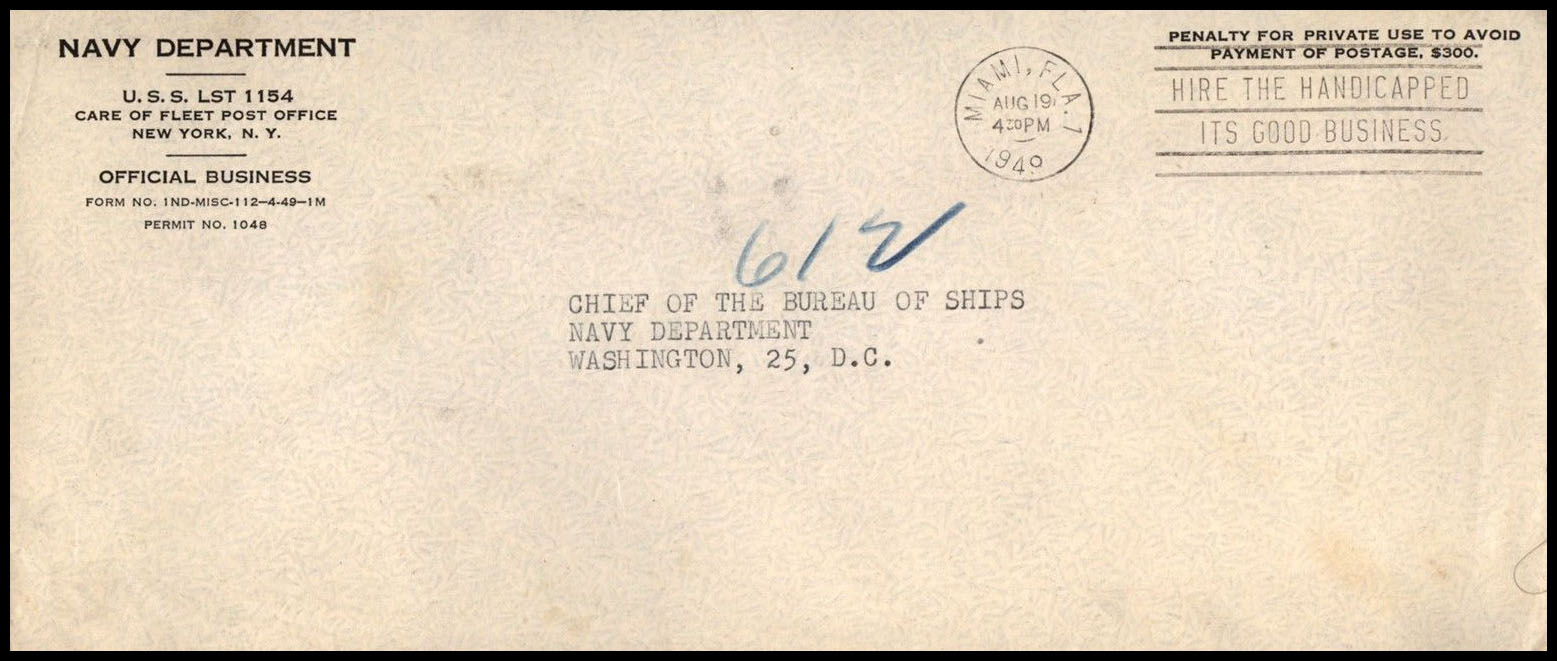 NAVY DEPARTMENT
U. S. S. LST 1154
CARE OF FLEET POST OFFICE
NEW YORK, N. Y.
OFFICIAL BUSINESS
FORM NO. 1ND-MISC-112—4-49—1M
PERMIT NO. 1048
MIAMI, FLA. 7
AUG 19
4 30 PM
1949
PENALTY FOR PRIVATE USE TO AVOID
PAYMENT OF POSTAGE, $300.
HIRE THE HANDICAPPED
ITS GOOD BUSINESS
612
CHIEF OF THE BUREAU OF SHIPS
NAVY DEPARTMENT
WASHINGTON, 25, D.C.